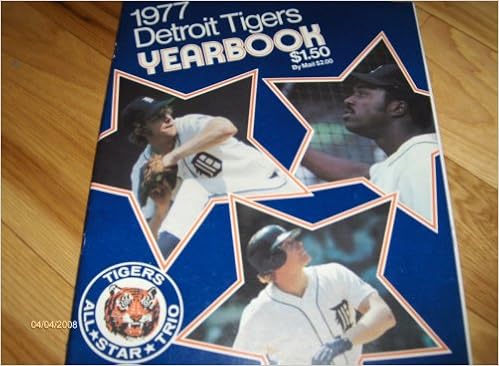 1977
Detroit Tigers
YEARBOOK
$1.50
By Mail $2.00
TIGERS
ALL★STAR★TRIO
04/04/2008